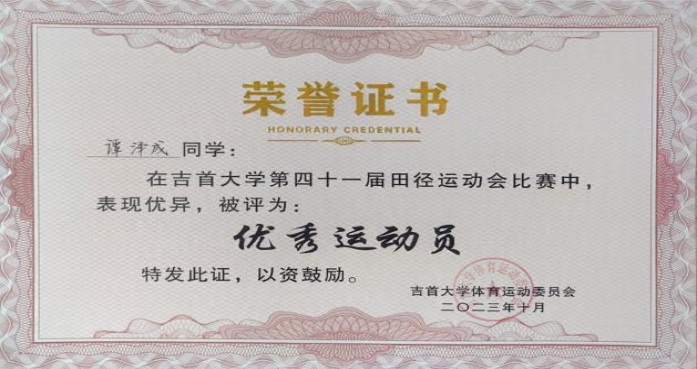 荣誉证书
HONORARY CREDENTIAL
谭泽成 同学：
在吉首大学第四十一届田径运动会比赛中，
表现优异，被评为：
优秀运动员
特发此证，以资鼓励。
吉首大学体育运动委员会
二〇二三年十月